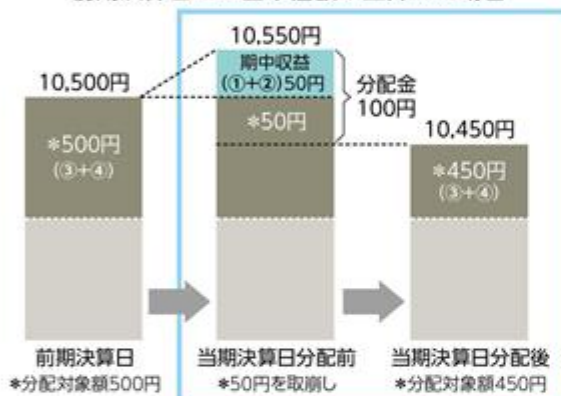 10,550円
期中収益
(①+②)50円
10,500円
分配金
100円
*50円
10,450円
*500円
(③+④)
*450円
(③+④)
前期決算日
当期決算日分配前
当期決算日分配後
*分配対象額500円
*50円を取崩し
*分配対象額450円